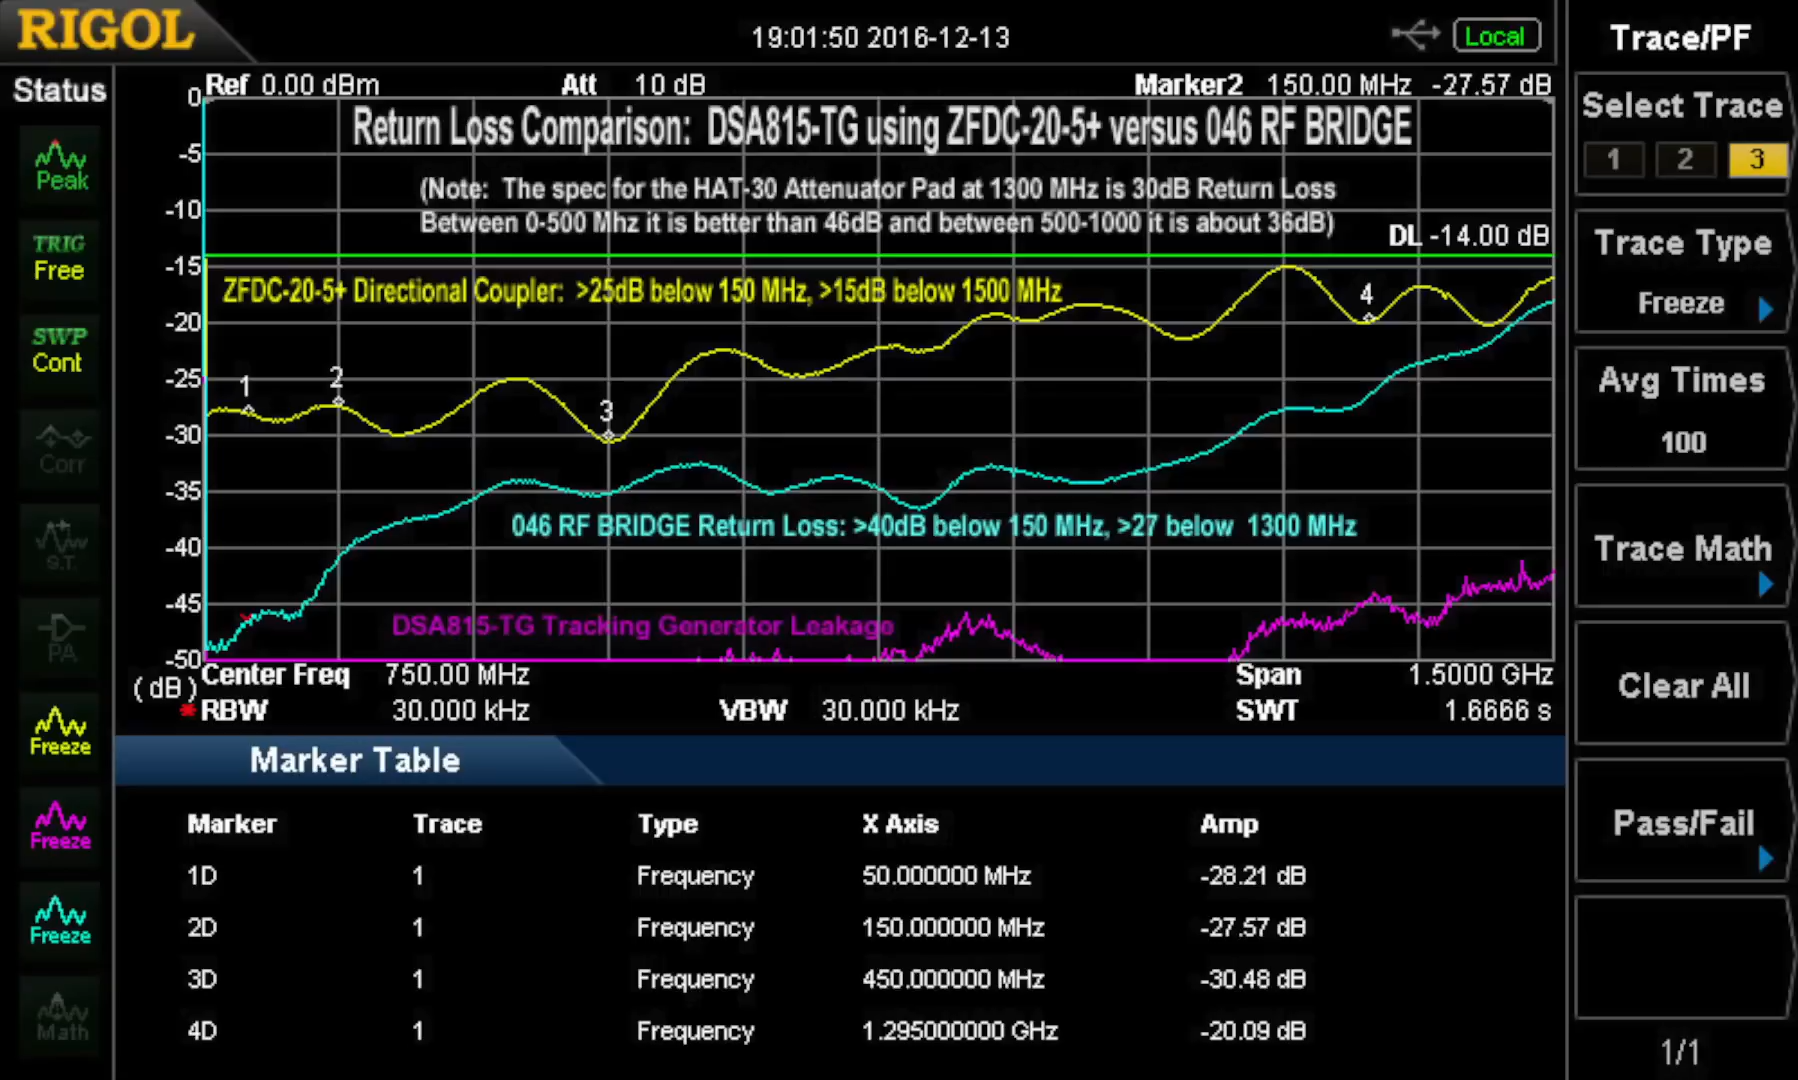 RIGOL
19:01:50 2016-12-13
Local
Trace/PF
Status
Ref 0.00 dBm Att 10 dB Marker2 150.00 MHz -27.57 dB
Return Loss Comparison: DSA815-TG using ZFDC-20-5+ versus 046 RF BRIDGE
(Note: The spec for the HAT-30 Attenuator Pad at 1300 MHz is 30dB Return Loss
Between 0-500 Mhz it is better than 46dB and between 500-1000 it is about 36dB)
DL -14.00 dB
ZFDC-20-5+ Directional Coupler: >25dB below 150 MHz, >15dB below 1500 MHz
1
2
3
4
046 RF BRIDGE Return Loss: >40dB below 150 MHz, >27 below 1300 MHz
DSA815-TG Tracking Generator Leakage
0
-5
-10
-15
-20
-25
-30
-35
-40
-45
-50
(dB)
Center Freq 750.00 MHz Span 1.5000 GHz
*RBW 30.000 kHz VBW 30.000 kHz SWT 1.6666 s
Peak
TRIG
Free
SWP
Cont
Corr
S.T.
PA
Freeze
Freeze
Freeze
Math
Marker Table
Marker Trace Type X Axis Amp
1D 1 Frequency 50.000000 MHz -28.21 dB
2D 1 Frequency 150.000000 MHz -27.57 dB
3D 1 Frequency 450.000000 MHz -30.48 dB
4D 1 Frequency 1.295000000 GHz -20.09 dB
Select Trace
1 2 3
Trace Type
Freeze
Avg Times
100
Trace Math
Clear All
Pass/Fail
1/1